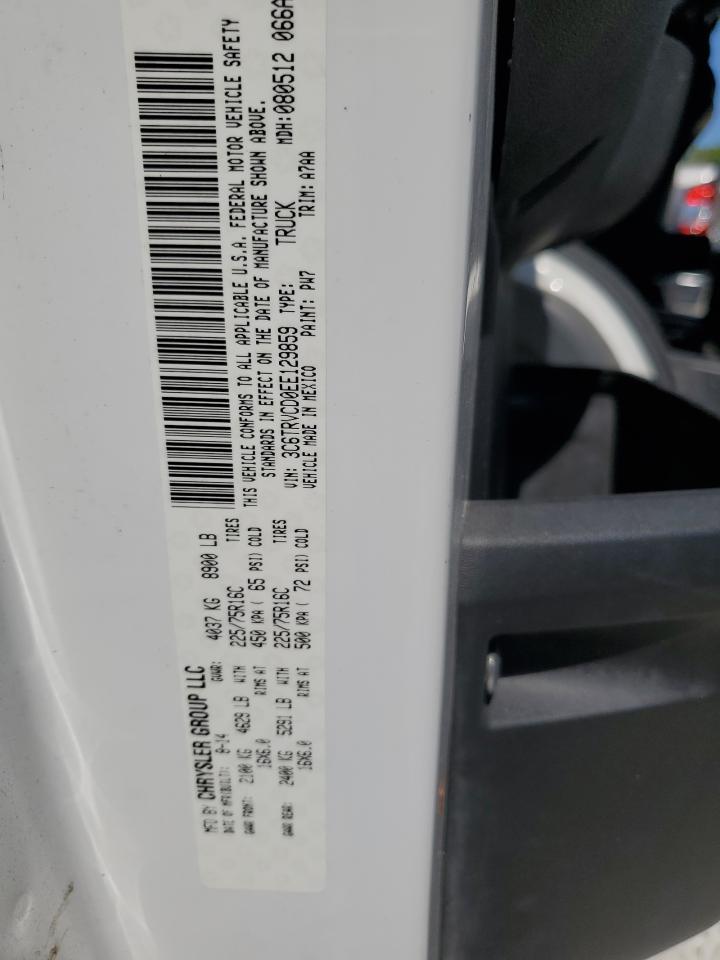 MFD BY CHRYSLER GROUP LLC
DATE OF MFR(BUILT): 8-14 GVWR: 4037 KG 8900 LB
GAWR FRONT: 2100 KG 4629 LB WITH 225/75R16C TIRES
16X6.0 RIMS AT 450 KPA ( 65 PSI) COLD
GAWR REAR: 2400 KG 5291 LB WITH 225/75R16C TIRES
16X6.0 RIMS AT 500 KPA ( 72 PSI) COLD
THIS VEHICLE CONFORMS TO ALL APPLICABLE U.S.A. FEDERAL MOTOR VEHICLE SAFETY
STANDARDS IN EFFECT ON THE DATE OF MANUFACTURE SHOWN ABOVE.
VIN: 3C6TRVCD0EE129859 TYPE: TRUCK MDH:080512 066A
VEHICLE MADE IN MEXICO PAINT: PW7 TRIM: A7AA